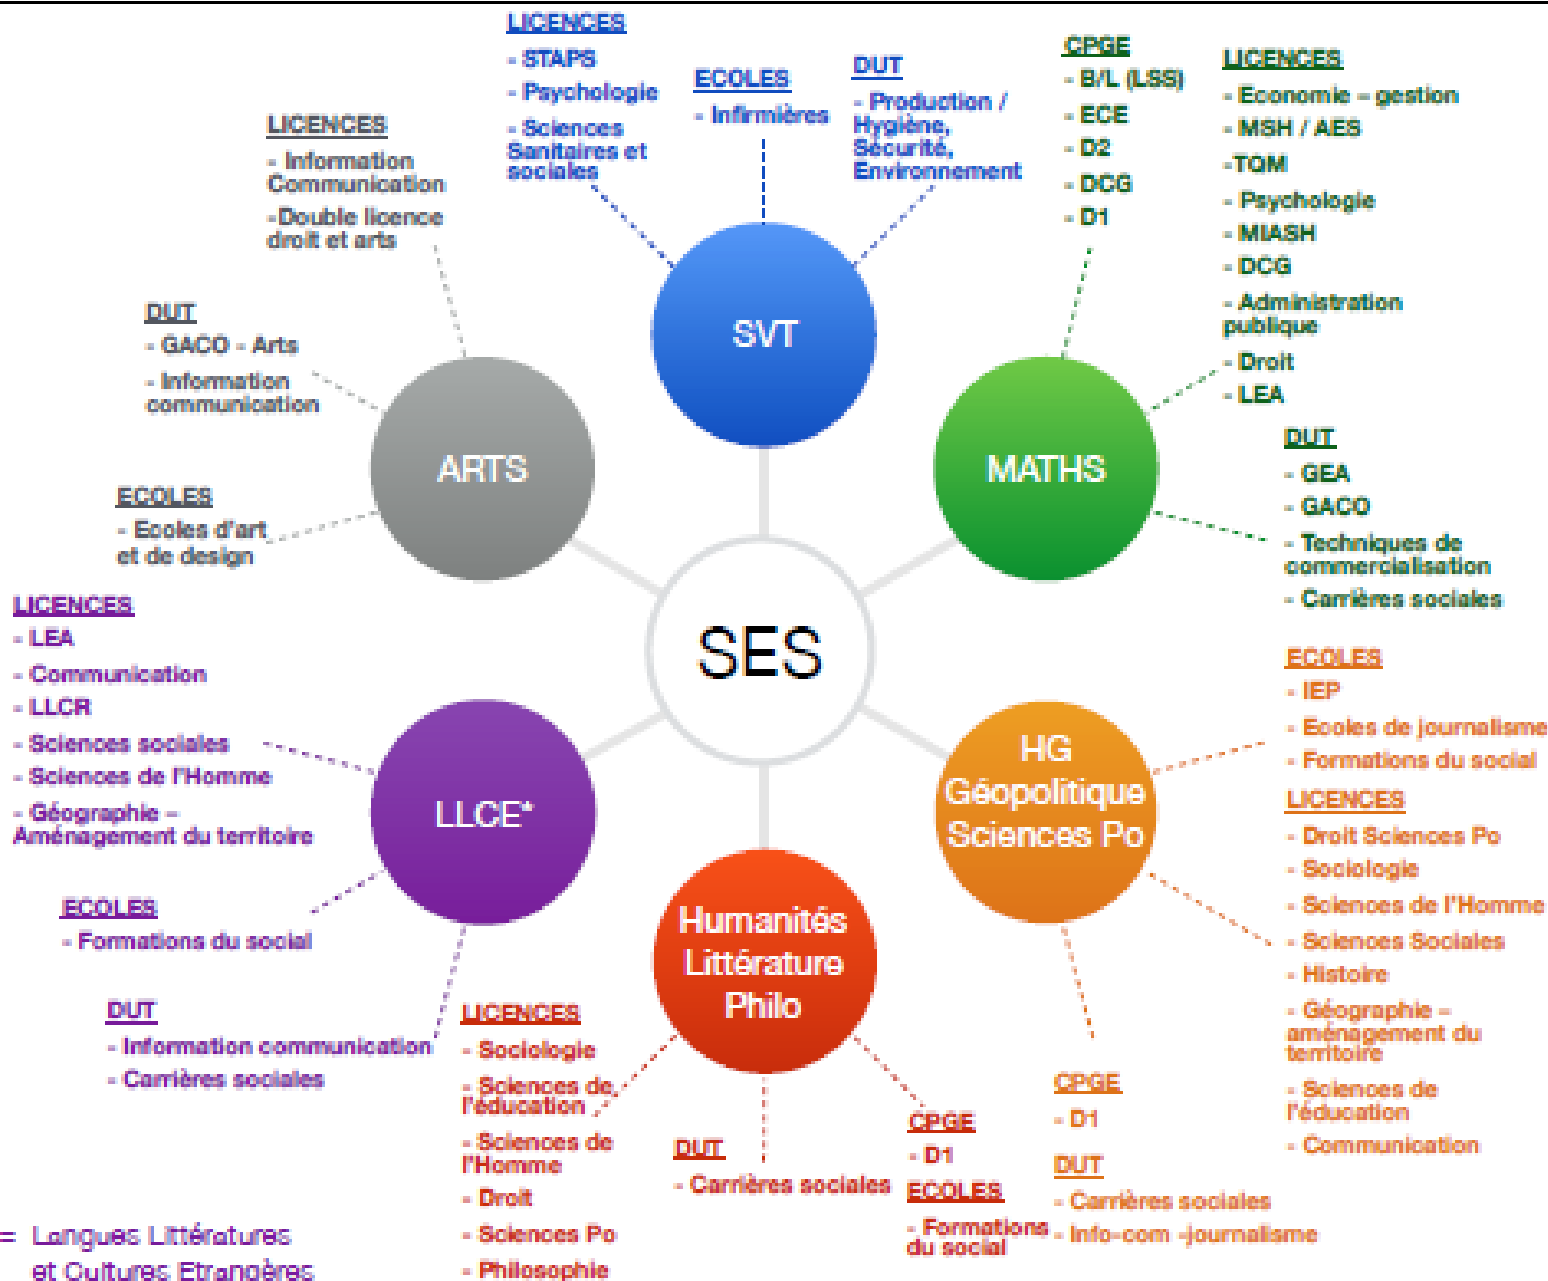 LICENCES
- STAPS
- Psychologie
- Sciences
Sanitaires et
sociales
ECOLES
- Infirmières
DUT
- Production /
Hygiène,
Sécurité,
Environnement
CPGE
- B/L (LSS)
- ECE
- D2
- DCG
- D1
LICENCES
- Economie – gestion
- MSH / AES
-TQM
- Psychologie
- MIASH
- DCG
- Administration
publique
- Droit
- LEA
DUT
- GEA
- GACO
- Techniques de
commercialisation
- Carrières sociales
LICENCES
- Information
Communication
-Double licence
droit et arts
DUT
- GACO - Arts
- Information
communication
ECOLES
- Ecoles d'art
et de design
SVT
ARTS
MATHS
SES
LLCE*
HG
Géopolitique
Sciences Po
Humanités
Littérature
Philo
LICENCES
- LEA
- Communication
- LLCR
- Sciences sociales
- Sciences de l'Homme
- Géographie –
Aménagement du territoire
ECOLES
- Formations du social
DUT
- Information communication
- Carrières sociales
LICENCES
- Sociologie
- Sciences de
l'éducation
- Sciences de
l'Homme
- Droit
- Sciences Po
- Philosophie
DUT
- Carrières sociales
CPGE
- D1
ECOLES
- Formations
du social
ECOLES
- IEP
- Ecoles de journalisme
- Formations du social
LICENCES
- Droit Sciences Po
- Sociologie
- Sciences de l'Homme
- Sciences Sociales
- Histoire
- Géographie –
aménagement du
territoire
- Sciences de
l'éducation
- Communication
CPGE
- D1
DUT
- Carrières sociales
- Info-com -journalisme
= Langues Littératures
et Cultures Etrangères